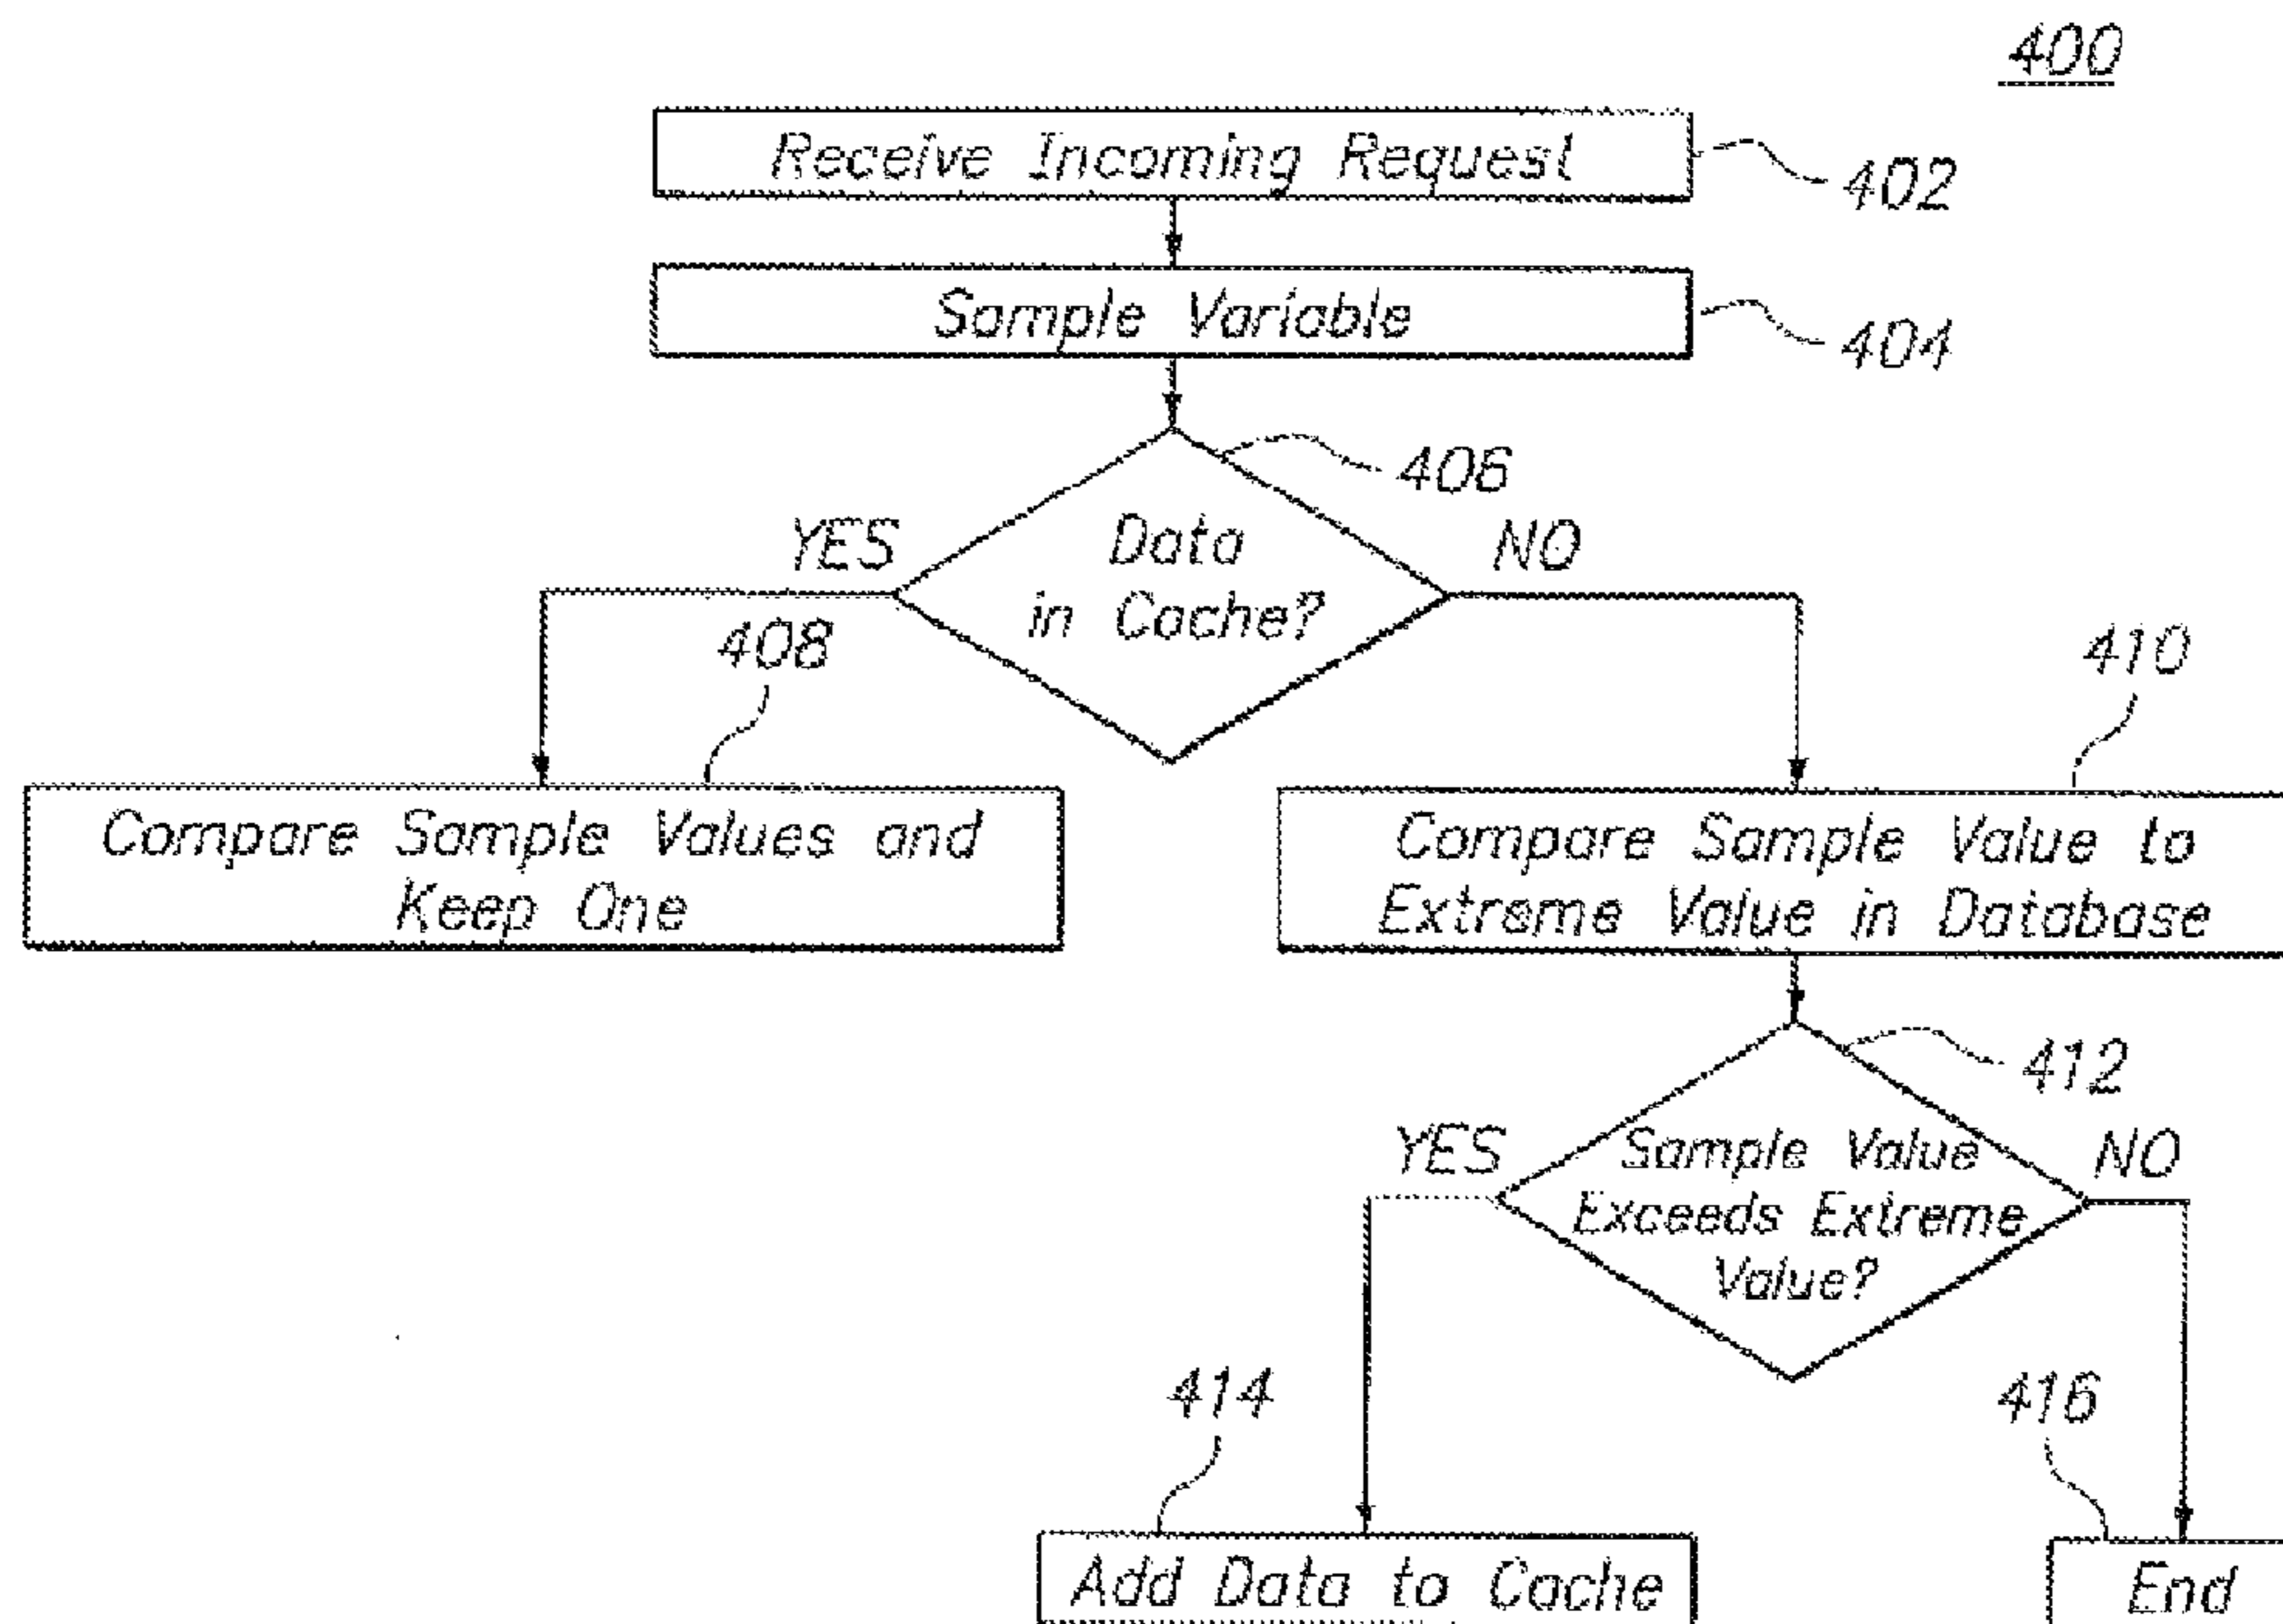 400
Receive Incoming Request
402
Sample Variable
404
406
Data
in Cache?
YES
NO
408
410
Compare Sample Values and
Keep One
Compare Sample Value to
Extreme Value in Database
412
Sample Value
Exceeds Extreme
Value?
YES
NO
414
416
Add Data to Cache
End